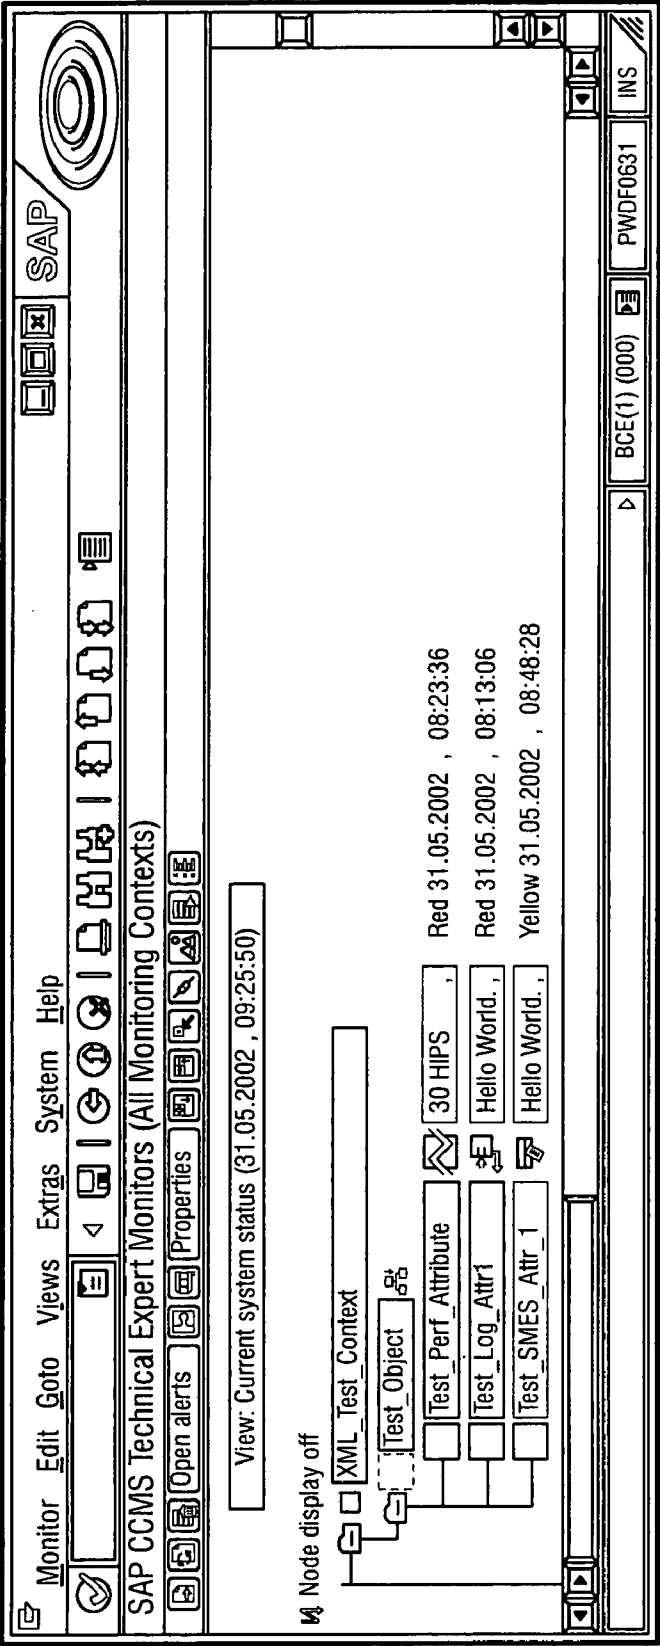 Monitor Edit Goto Views Extras System Help
SAP
SAP CCMS Technical Expert Monitors (All Monitoring Contexts)
Open alerts Properties
View: Current system status (31.05.2002 , 09:25:50)
Node display off
XML_Test_Context
Test_Object
Test_Perf_Attribute 30 HIPS , Red 31.05.2002 , 08:23:36
Test_Log_Attr1 Hello World. , Red 31.05.2002 , 08:13:06
Test_SMES_Attr_1 Hello World. , Yellow 31.05.2002 , 08:48:28
BCE(1) (000) PWDF0631 INS